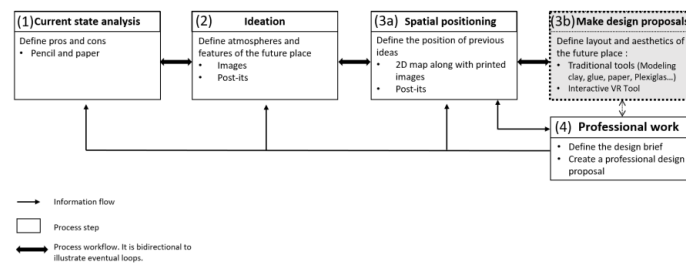 (1) Current state analysis
Define pros and cons
• Pencil and paper
(2) Ideation
Define atmospheres and
features of the future place
• Images
• Post-its
(3a) Spatial positioning
Define the position of previous
ideas
• 2D map along with printed
images
• Post-its
(3b) Make design proposals
Define layout and aesthetics of
the future place :
• Traditional tools (Modeling
clay, glue, paper, Plexiglas...)
• Interactive VR Tool
(4) Professional work
• Define the design brief
• Create a professional design
proposal
Information flow
Process step
Process workflow. It is bidirectional to
illustrate eventual loops.